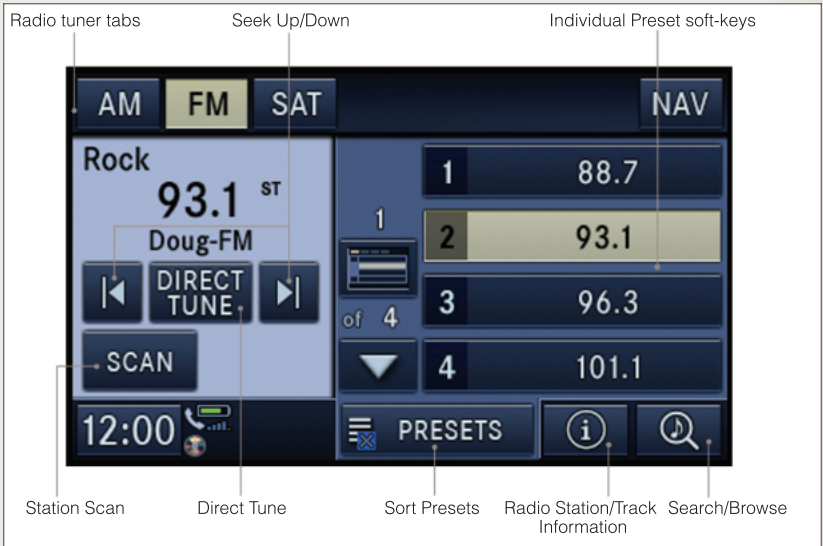 Radio tuner tabs
Seek Up/Down
Individual Preset soft-keys
AM
FM
SAT
NAV
Rock
93.1 ST
Doug-FM
DIRECT
TUNE
SCAN
1
of 4
1 88.7
2 93.1
3 96.3
4 101.1
12:00
PRESETS
i
Station Scan
Direct Tune
Sort Presets
Radio Station/Track
Information
Search/Browse